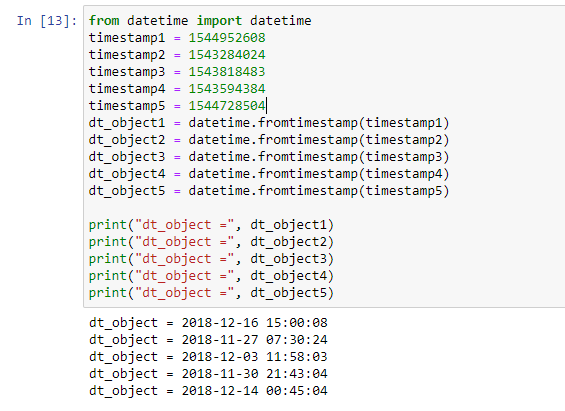 In [13]: from datetime import datetime
timestamp1 = 1544952608
timestamp2 = 1543284024
timestamp3 = 1543818483
timestamp4 = 1543594384
timestamp5 = 1544728504
dt_object1 = datetime.fromtimestamp(timestamp1)
dt_object2 = datetime.fromtimestamp(timestamp2)
dt_object3 = datetime.fromtimestamp(timestamp3)
dt_object4 = datetime.fromtimestamp(timestamp4)
dt_object5 = datetime.fromtimestamp(timestamp5)
print("dt_object =", dt_object1)
print("dt_object =", dt_object2)
print("dt_object =", dt_object3)
print("dt_object =", dt_object4)
print("dt_object =", dt_object5)
dt_object = 2018-12-16 15:00:08
dt_object = 2018-11-27 07:30:24
dt_object = 2018-12-03 11:58:03
dt_object = 2018-11-30 21:43:04
dt_object = 2018-12-14 00:45:04